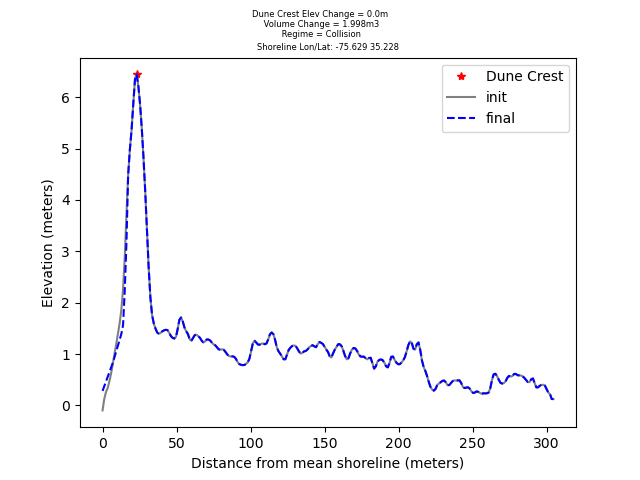 Dune Crest Elev Change = 0.0m
Volume Change = 1.998m3
Regime = Collision
Shoreline Lon/Lat: -75.629 35.228
Dune Crest
init
final
Elevation (meters)
6
5
4
3
2
1
0
0 50 100 150 200 250 300
Distance from mean shoreline (meters)